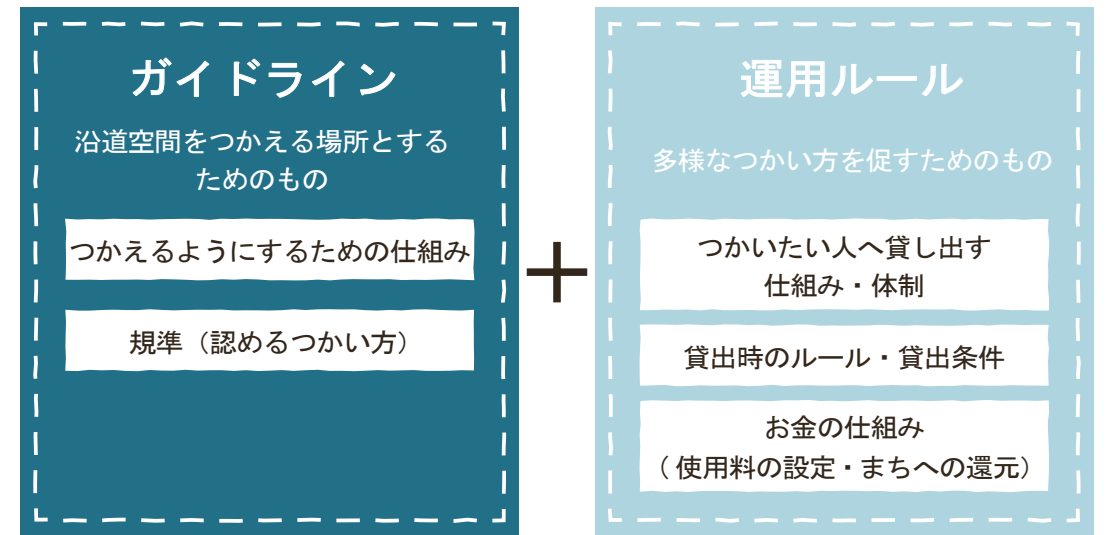 ガイドライン
沿道空間をつかえる場所とする
ためのもの
つかえるようにするための仕組み
規準（認めるつかい方）
＋
運用ルール
多様なつかい方を促すためのもの
つかいたい人へ貸し出す
仕組み・体制
貸出時のルール・貸出条件
お金の仕組み
（使用料の設定・まちへの還元）